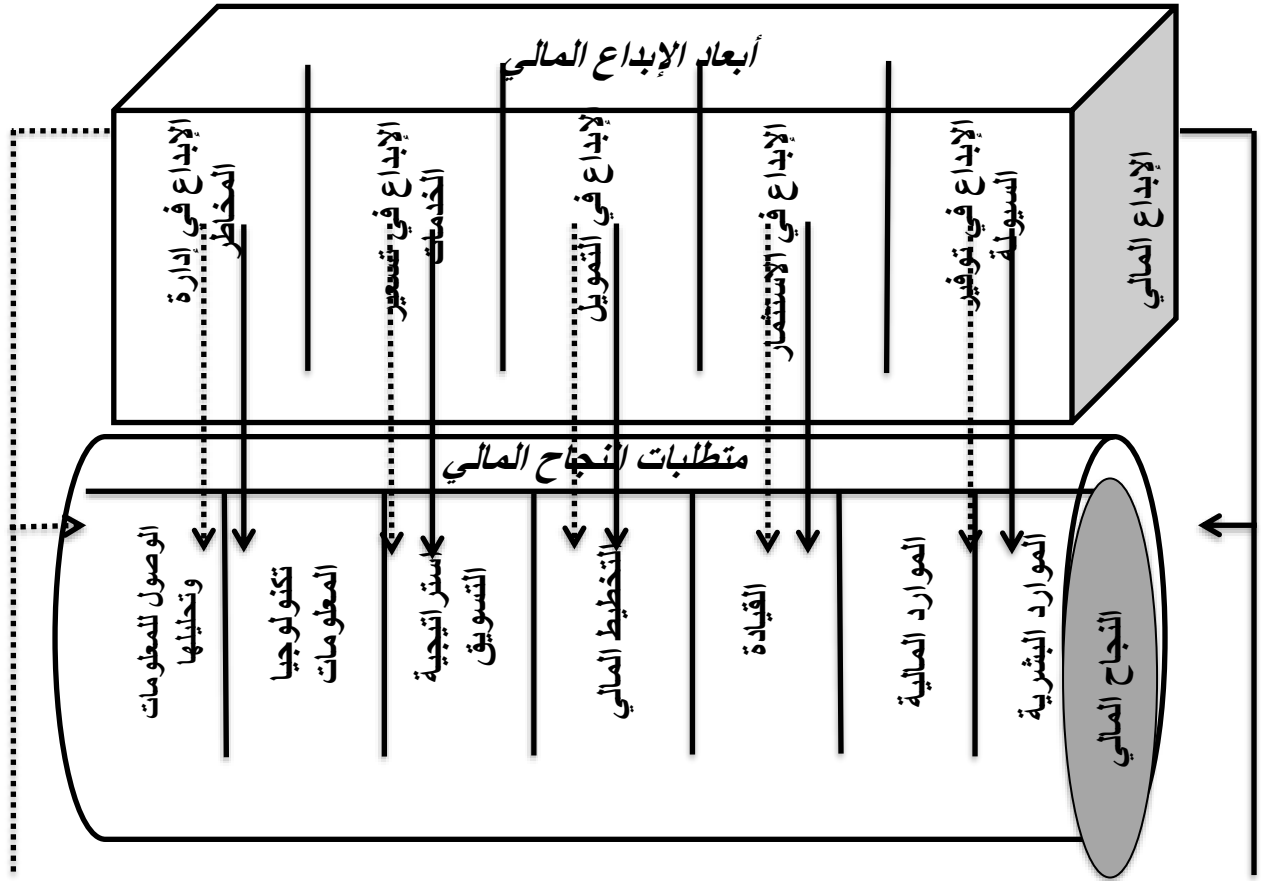 أبعاد الإبداع المالي
الإبداع المالي
الإبداع في توفير
السيولة
الإبداع في الاستثمار
الإبداع في التمويل
الإبداع في تسعير
الخدمات
الإبداع في إدارة
المخاطر
متطلبات النجاح المالي
النجاح المالي
الموارد البشرية
الموارد المالية
القيادة
التخطيط المالي
استراتيجية
التسويق
تكنولوجيا
المعلومات
الوصول للمعلومات
وتحليلها